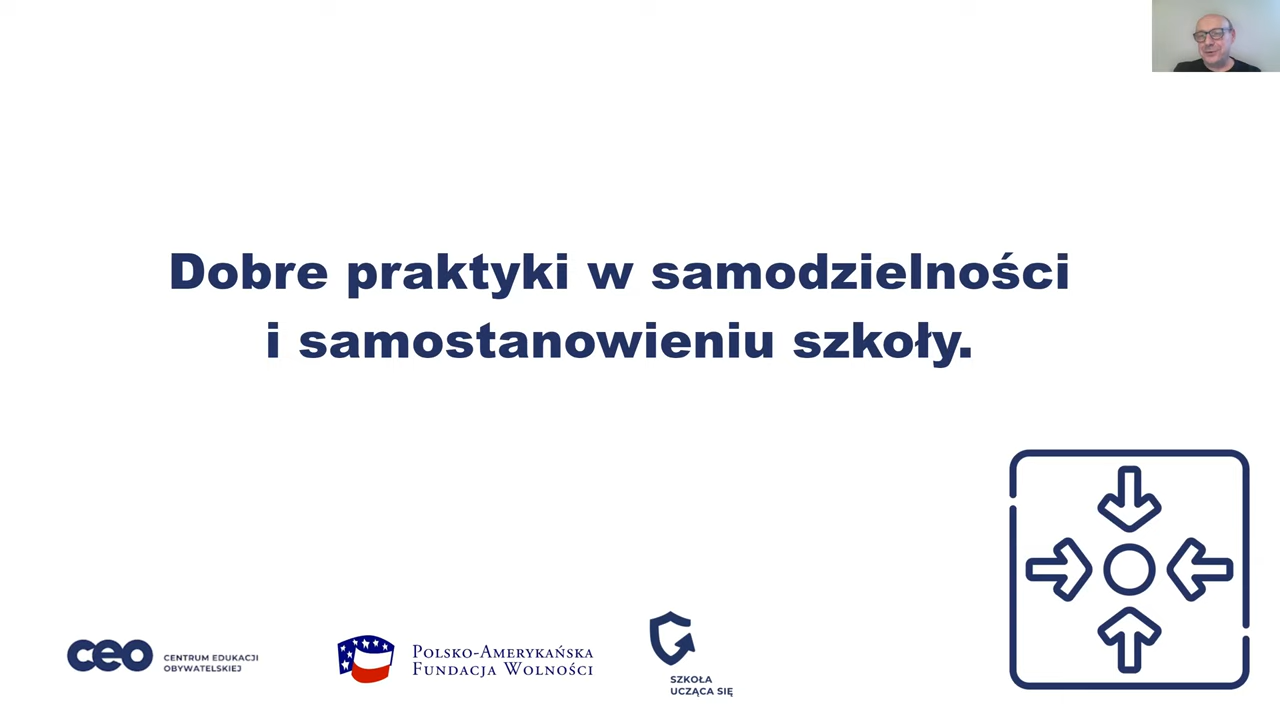 Dobre praktyki w samodzielności
i samostanowieniu szkoły.
ceo
CENTRUM EDUKACJI
OBYWATELSKIEJ
Polsko-Amerykańska
Fundacja Wolności
SZKOŁA
UCZĄCA SIĘ